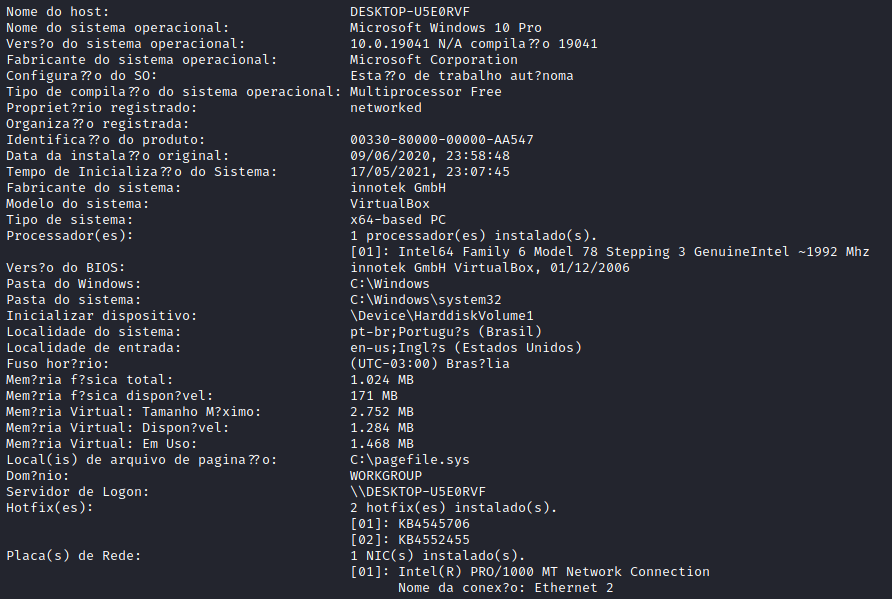 Nome do host:                              DESKTOP-U5E0RVF
Nome do sistema operacional:               Microsoft Windows 10 Pro
Vers?o do sistema operacional:             10.0.19041 N/A compila??o 19041
Fabricante do sistema operacional:         Microsoft Corporation
Configura??o do SO:                        Esta??o de trabalho aut?noma
Tipo de compila??o do sistema operacional: Multiprocessor Free
Propriet?rio registrado:                   networked
Organiza??o registrada:
Identifica??o do produto:                  00330-80000-00000-AA547
Data da instala??o original:               09/06/2020, 23:58:48
Tempo de Inicializa??o do Sistema:         17/05/2021, 23:07:45
Fabricante do sistema:                     innotek GmbH
Modelo do sistema:                         VirtualBox
Tipo de sistema:                           x64-based PC
Processador(es):                           1 processador(es) instalado(s).
                                           [01]: Intel64 Family 6 Model 78 Stepping 3 GenuineIntel ~1992 Mhz
Vers?o do BIOS:                            innotek GmbH VirtualBox, 01/12/2006
Pasta do Windows:                          C:\Windows
Pasta do sistema:                          C:\Windows\system32
Inicializar dispositivo:                   \Device\HarddiskVolume1
Localidade do sistema:                     pt-br;Portugu?s (Brasil)
Localidade de entrada:                     en-us;Ingl?s (Estados Unidos)
Fuso hor?rio:                              (UTC-03:00) Bras?lia
Mem?ria f?sica total:                      1.024 MB
Mem?ria f?sica dispon?vel:                 171 MB
Mem?ria Virtual: Tamanho M?ximo:           2.752 MB
Mem?ria Virtual: Dispon?vel:               1.284 MB
Mem?ria Virtual: Em Uso:                   1.468 MB
Local(is) de arquivo de pagina??o:         C:\pagefile.sys
Dom?nio:                                   WORKGROUP
Servidor de Logon:                         \\DESKTOP-U5E0RVF
Hotfix(es):                                2 hotfix(es) instalado(s).
                                           [01]: KB4545706
                                           [02]: KB4552455
Placa(s) de Rede:                          1 NIC(s) instalado(s).
                                           [01]: Intel(R) PRO/1000 MT Network Connection
                                                 Nome da conex?o: Ethernet 2